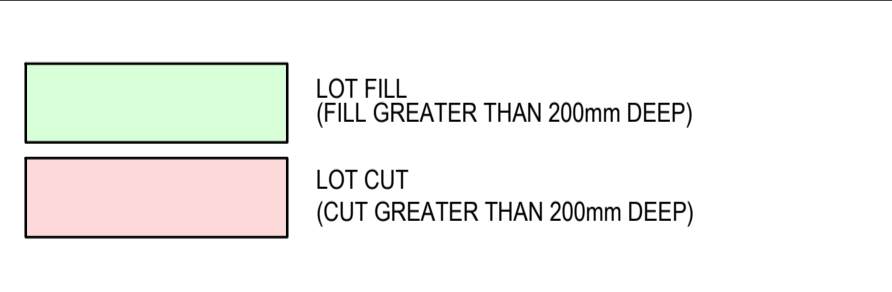 LOT FILL
(FILL GREATER THAN 200mm DEEP)
LOT CUT
(CUT GREATER THAN 200mm DEEP)